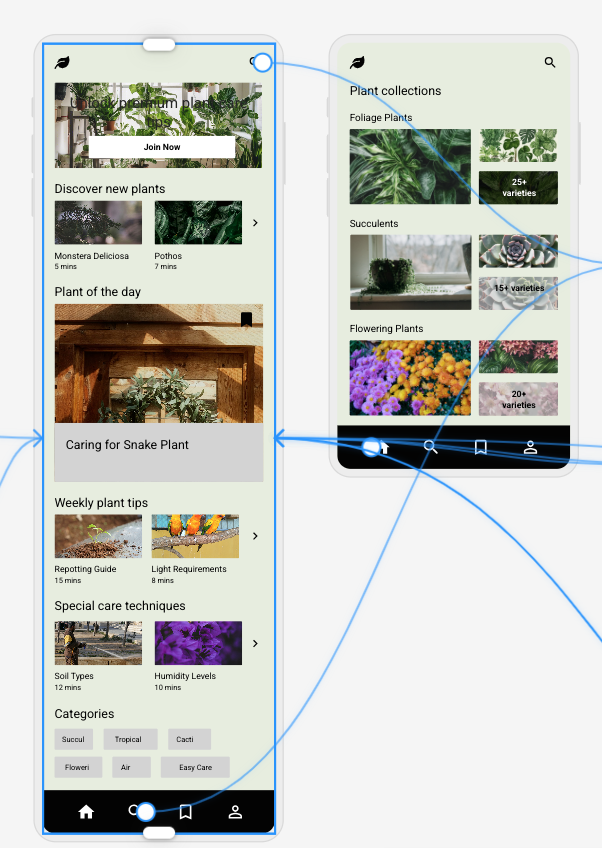 Unlock premium plant care
tips
Join Now
Discover new plants
Monstera Deliciosa
5 mins
Pothos
7 mins
Plant of the day
Caring for Snake Plant
Weekly plant tips
Repotting Guide
15 mins
Light Requirements
8 mins
Special care techniques
Soil Types
12 mins
Humidity Levels
10 mins
Categories
Succul
Tropical
Cacti
Floweri
Air
Easy Care
Plant collections
Foliage Plants
25+
varieties
Succulents
15+ varieties
Flowering Plants
20+
varieties